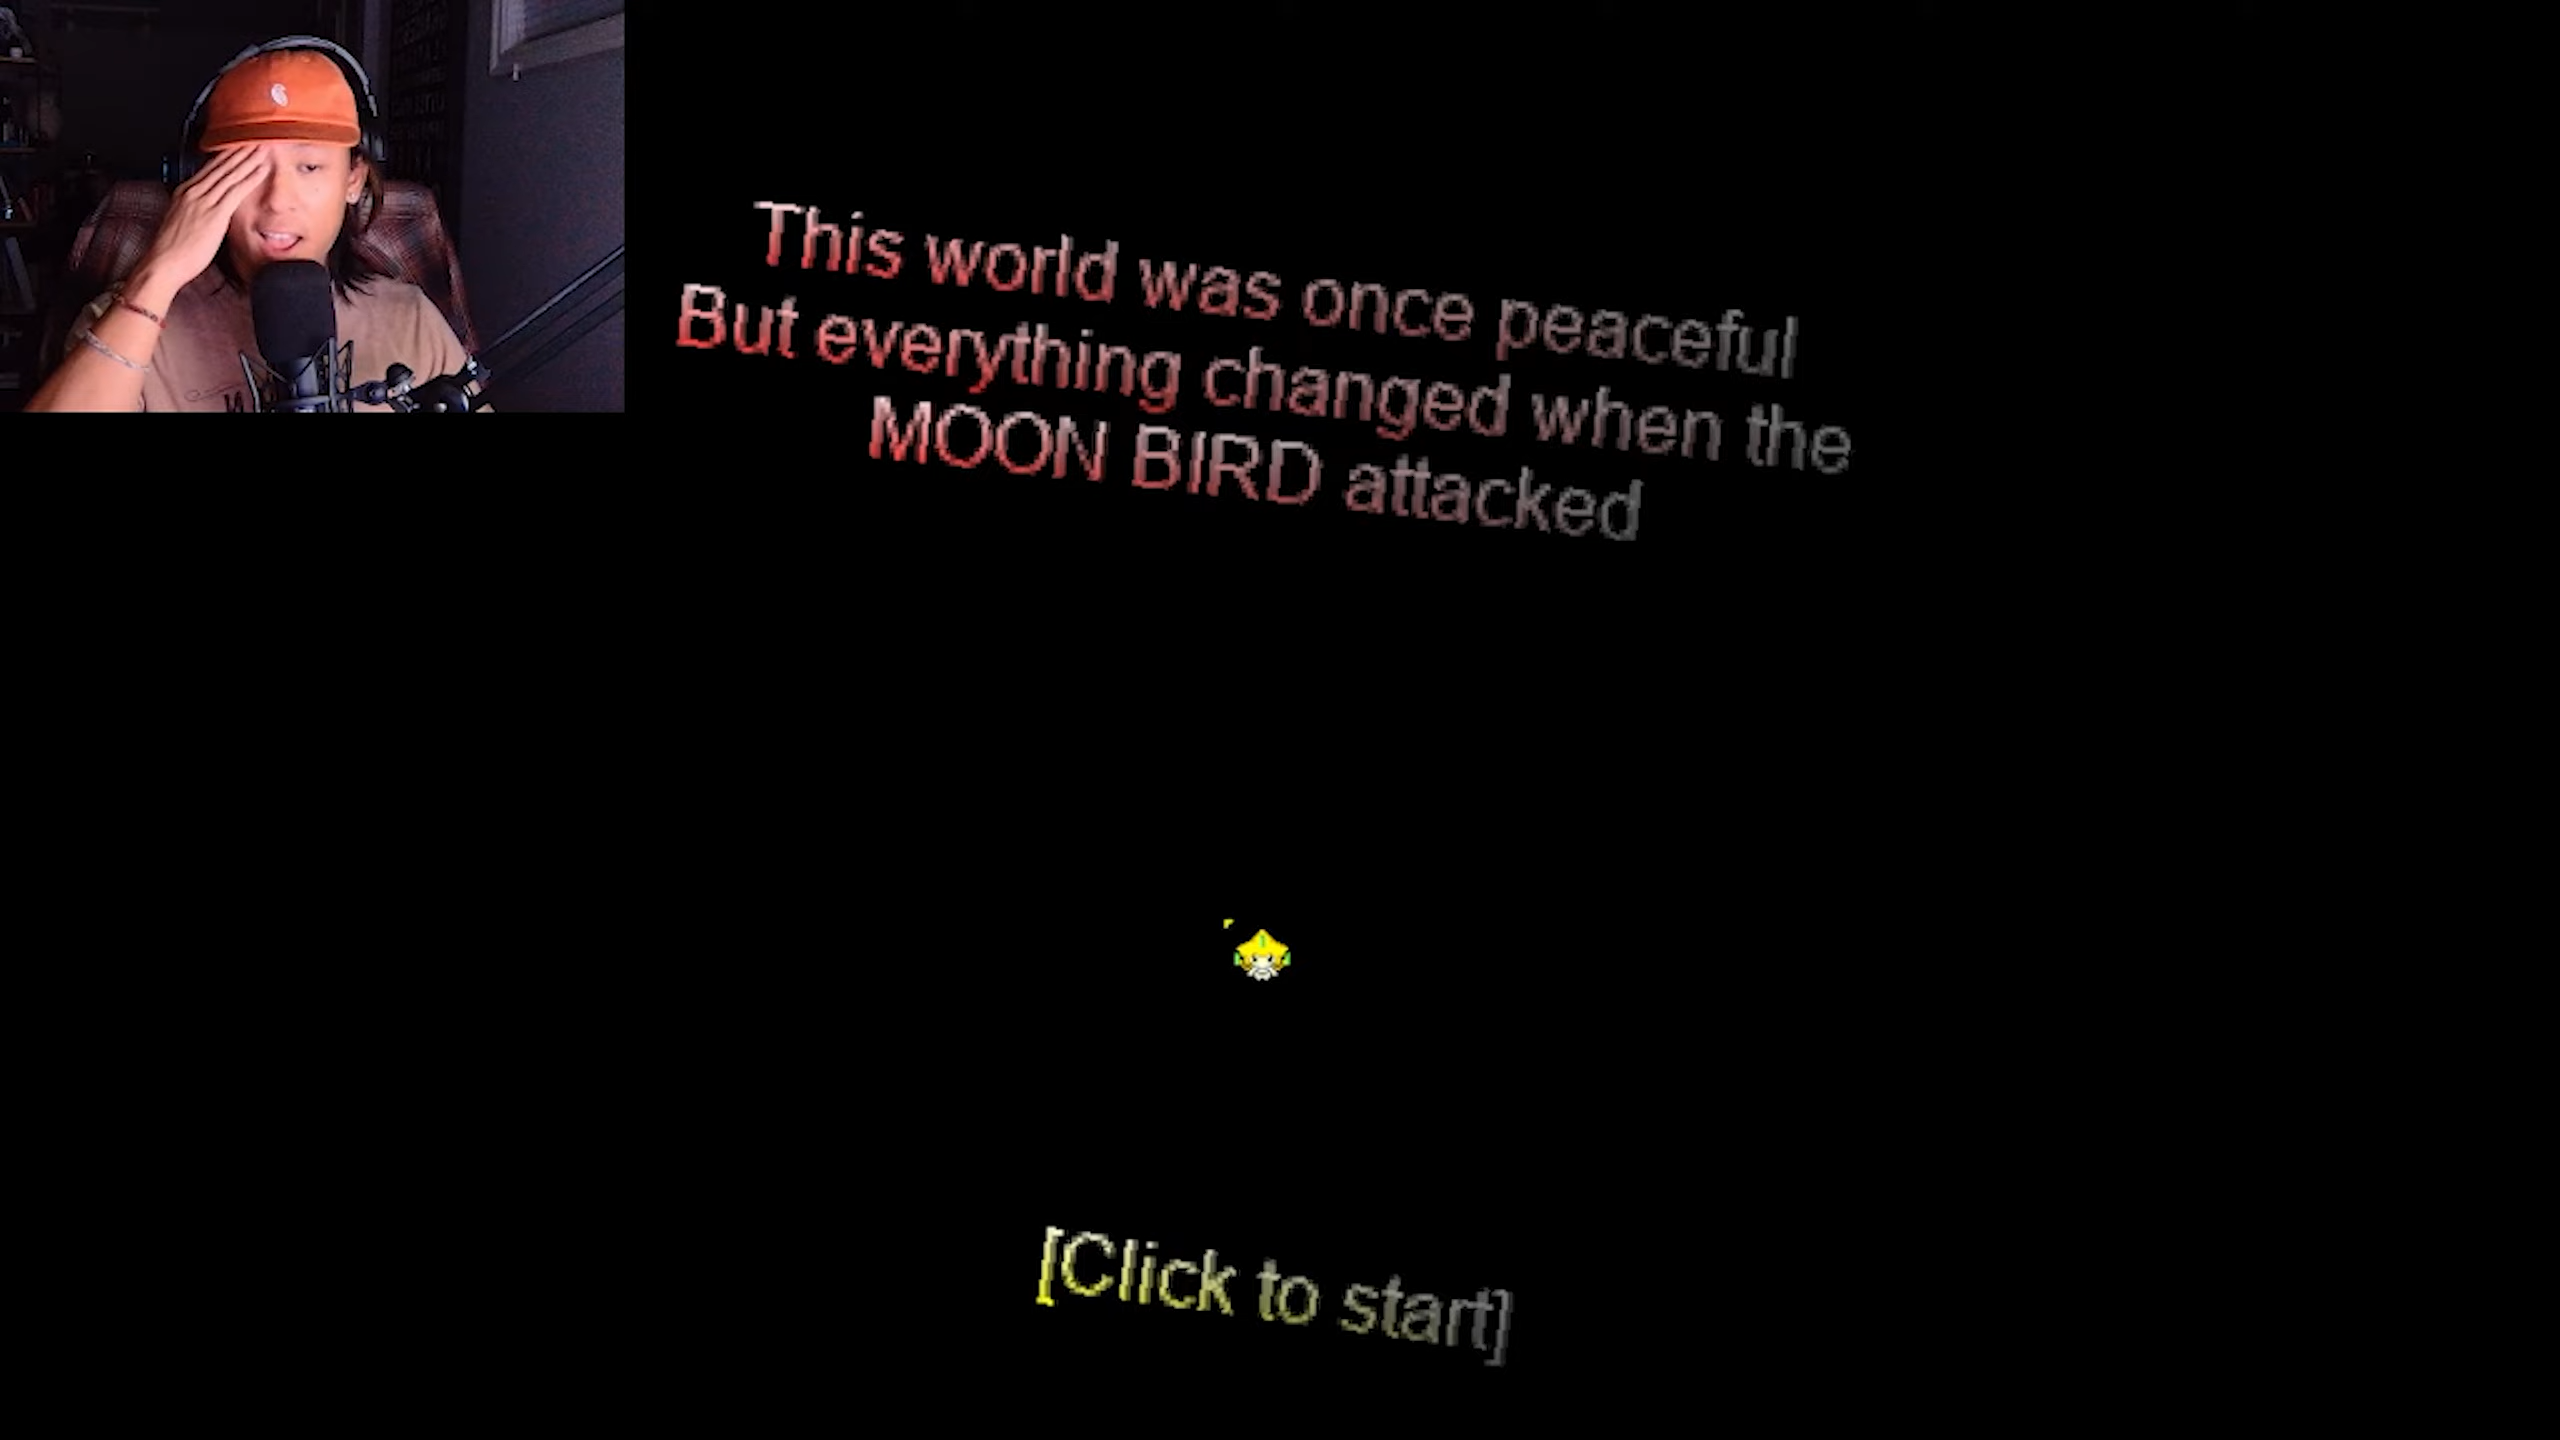 This world was once peaceful
But everything changed when the
MOON BIRD attacked
[Click to start]